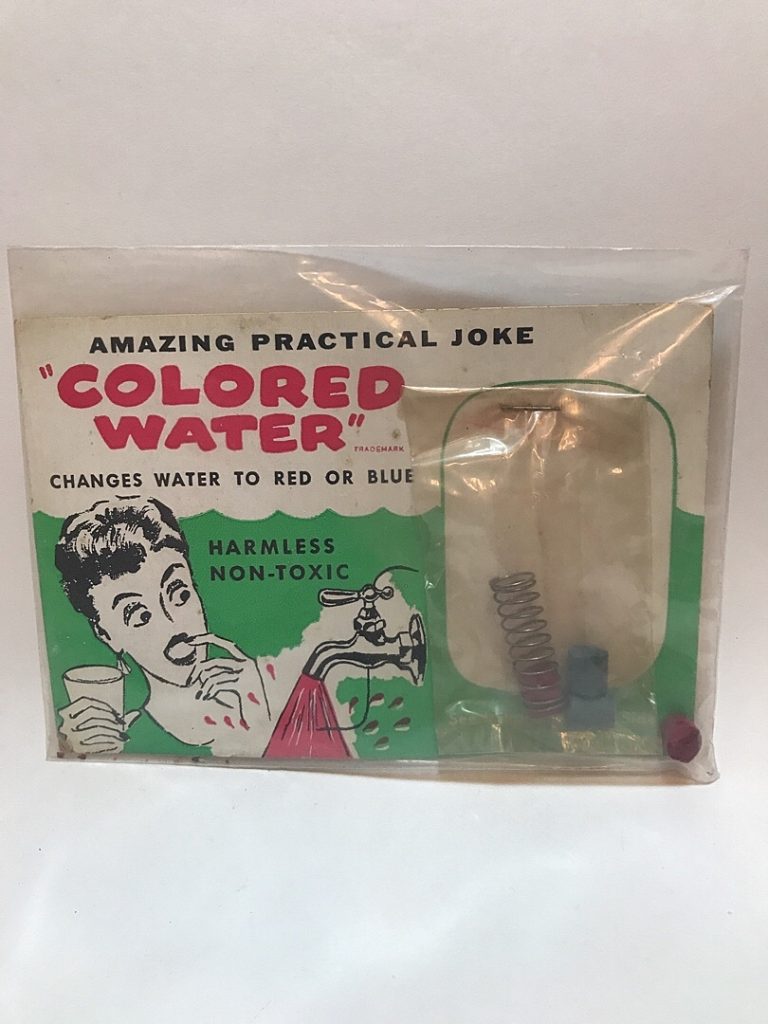 AMAZING PRACTICAL JOKE
"COLORED
WATER"
TRADEMARK
CHANGES WATER TO RED OR BLUE
HARMLESS
NON-TOXIC